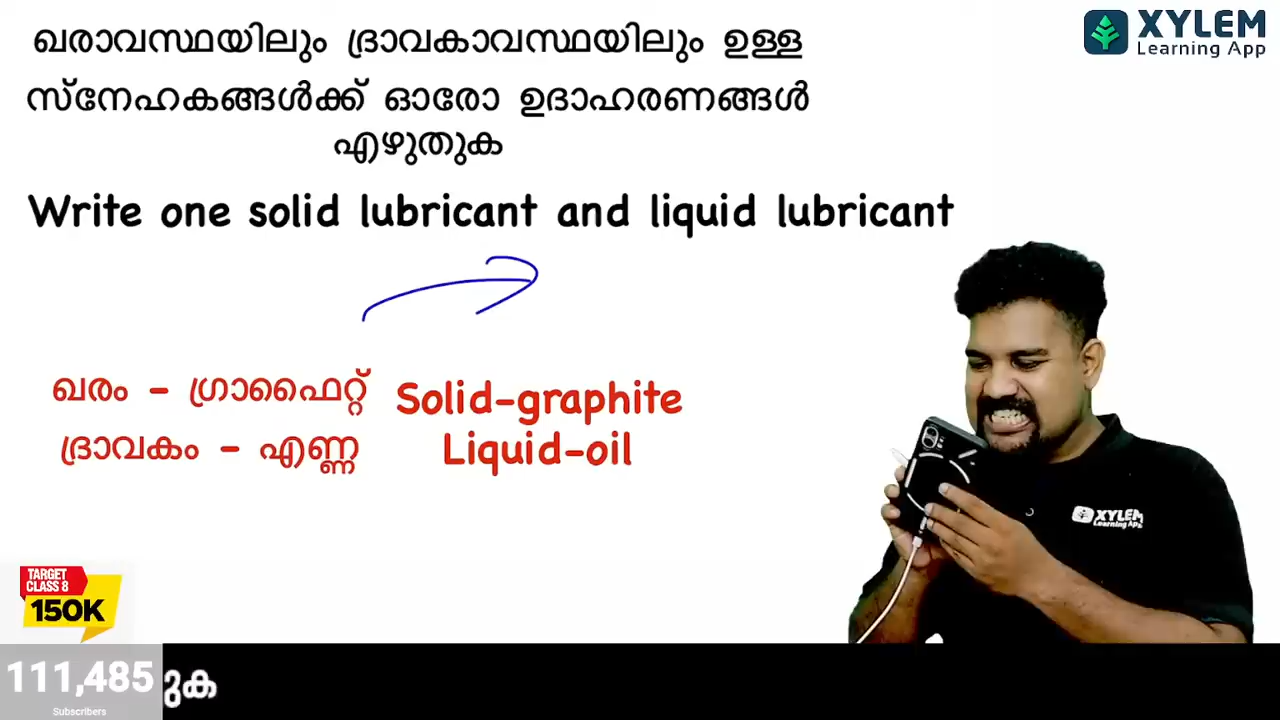 ഖരാവസ്ഥയിലും ദ്രാവകാവസ്ഥയിലും ഉള്ള
സ്നേഹകങ്ങൾക്ക് ഓരോ ഉദാഹരണങ്ങൾ
എഴുതുക
XYLEM
Learning App
Write one solid lubricant and liquid lubricant
ഖരം - ഗ്രാഫൈറ്റ്
ദ്രാവകം - എണ്ണ
Solid-graphite
Liquid-oil
XYLEM
Learning App
TARGET
CLASS 8
150K
111,485
Subscribers
തുക